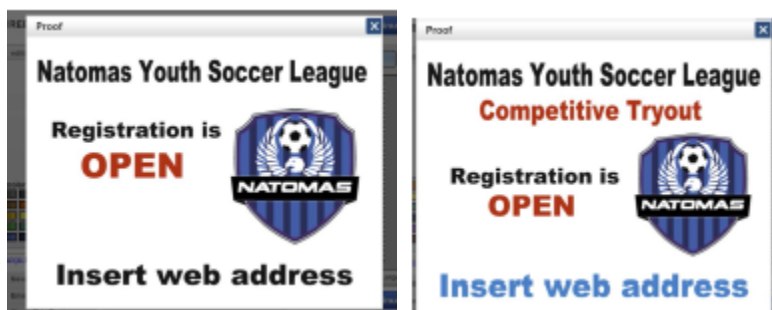 Proof
Natomas Youth Soccer League
Registration is
OPEN
NATOMAS
Insert web address
Proof
Natomas Youth Soccer League
Competitive Tryout
Registration is
OPEN
NATOMAS
Insert web address